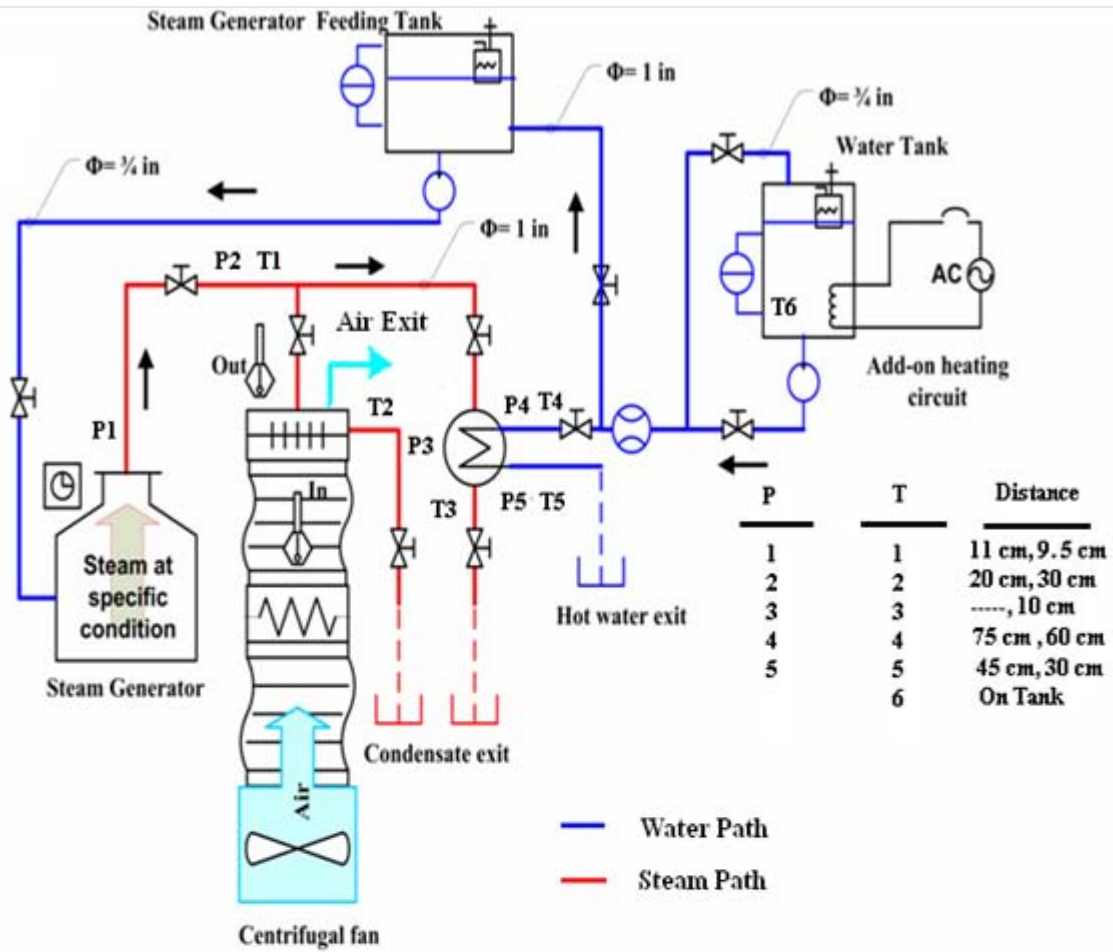 Steam Generator Feeding Tank
Φ= 1 in
Φ= ¾ in
Water Tank
Φ= ¾ in
Φ= 1 in
P2 T1
AC
T6
Air Exit
Out
Add-on heating
circuit
T2
P4 T4
P1
P3
In
T3
P5 T5
Steam at
specific
condition
Hot water exit
Steam Generator
Condensate exit
Air
P T Distance
1 1 11 cm, 9.5 cm
2 2 20 cm, 30 cm
3 3 -----, 10 cm
4 4 75 cm , 60 cm
5 5 45 cm, 30 cm
6 On Tank
Water Path
Steam Path
Centrifugal fan